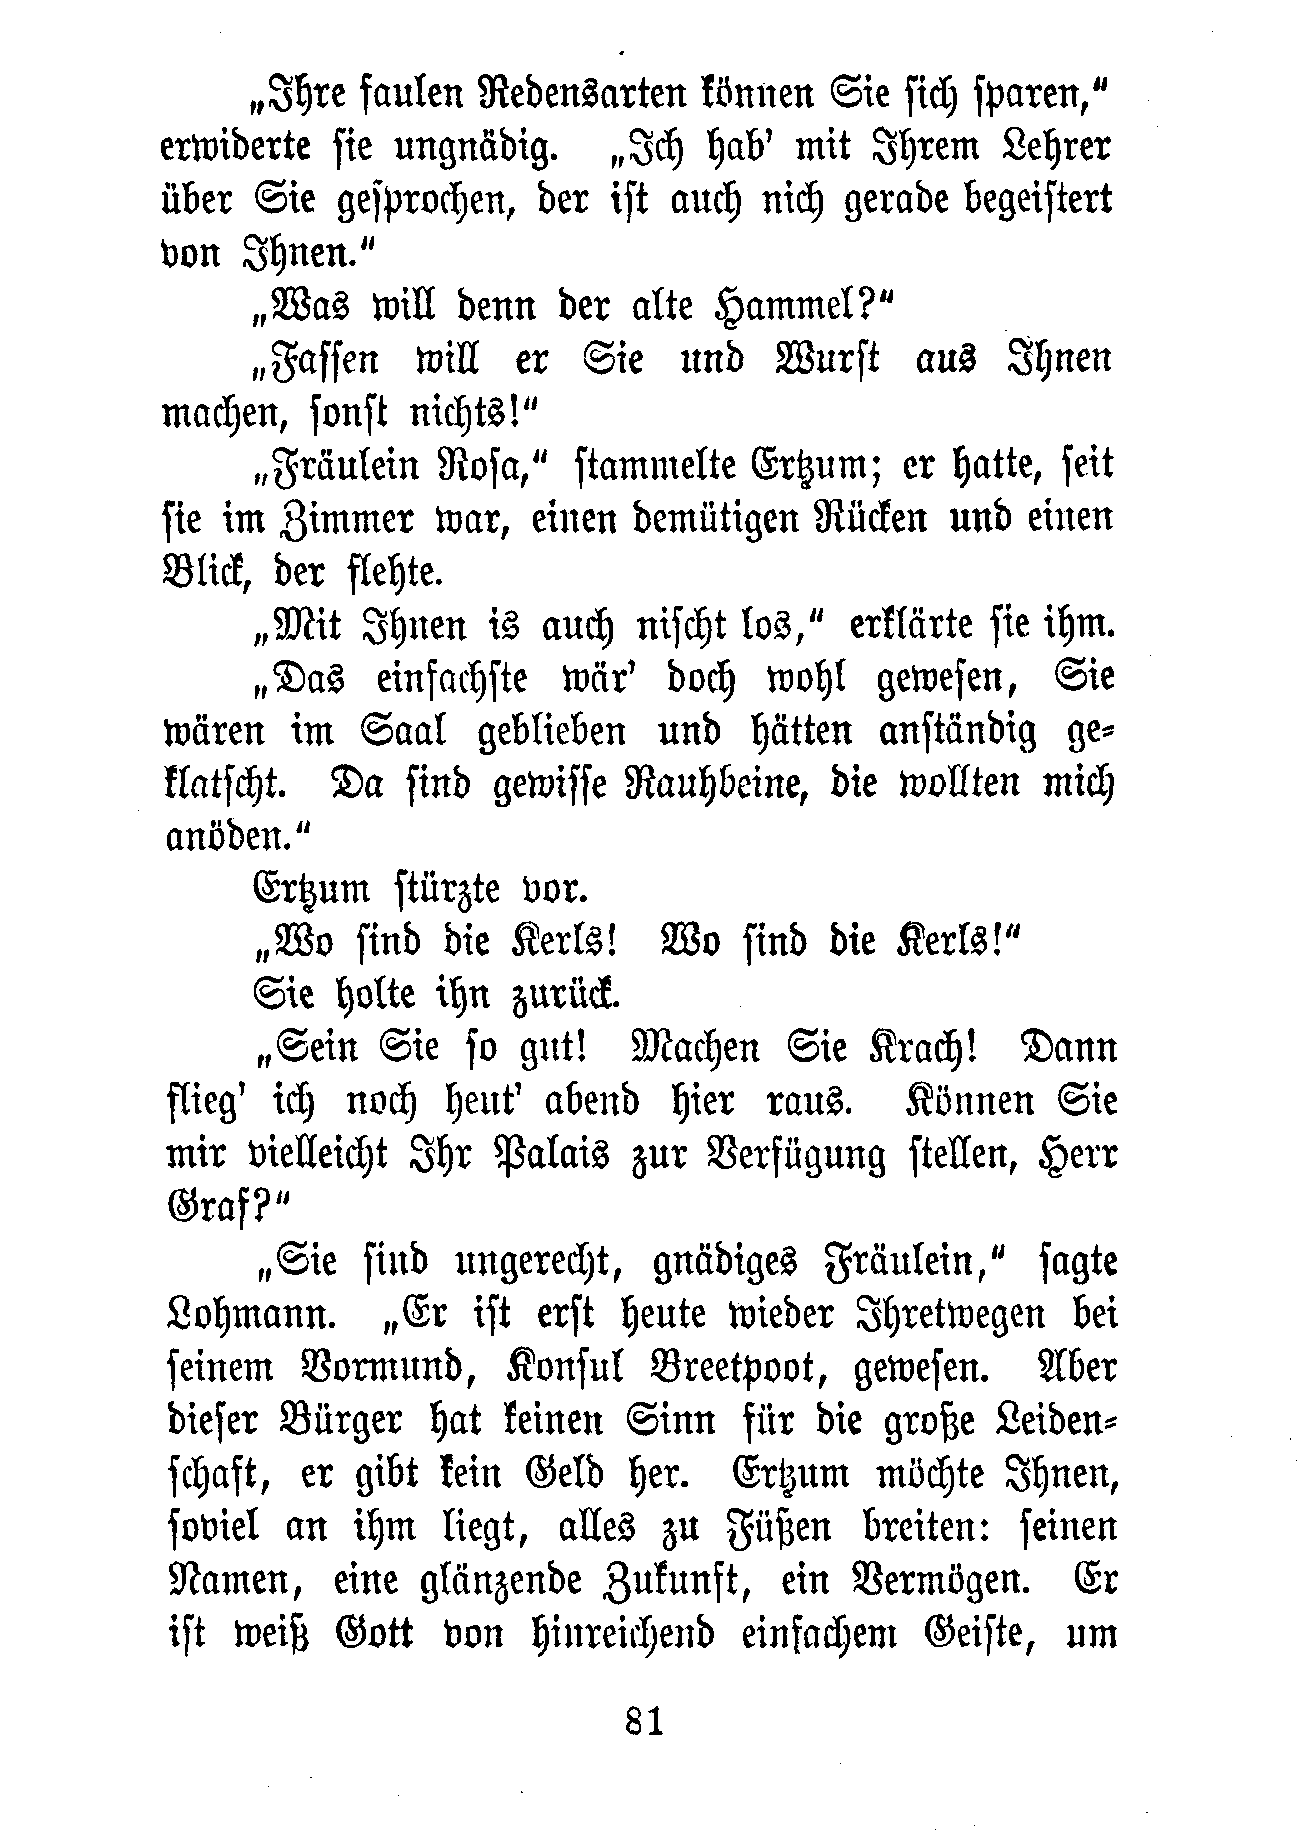 „Ihre faulen Redensarten können Sie sich sparen,“
erwiderte sie ungnädig. „Ich hab' mit Ihrem Lehrer
über Sie gesprochen, der ist auch nich gerade begeistert
von Ihnen.“
„Was will denn der alte Hammel?“
„Fassen will er Sie und Wurst aus Ihnen
machen, sonst nichts!“
„Fräulein Rosa,“ stammelte Ertzum; er hatte, seit
sie im Zimmer war, einen demütigen Rücken und einen
Blick, der flehte.
„Mit Ihnen is auch nischt los,“ erklärte sie ihm.
„Das einfachste wär' doch wohl gewesen, Sie
wären im Saal geblieben und hätten anständig ge-
klatscht. Da sind gewisse Rauhbeine, die wollten mich
anöden.“
Ertzum stürzte vor.
„Wo sind die Kerls! Wo sind die Kerls!“
Sie holte ihn zurück.
„Sein Sie so gut! Machen Sie Krach! Dann
flieg' ich noch heut' abend hier raus. Können Sie
mir vielleicht Ihr Palais zur Verfügung stellen, Herr
Graf?“
„Sie sind ungerecht, gnädiges Fräulein,“ sagte
Lohmann. „Er ist erst heute wieder Ihretwegen bei
seinem Vormund, Konsul Breetpoot, gewesen. Aber
dieser Bürger hat keinen Sinn für die große Leiden-
schaft, er gibt kein Geld her. Ertzum möchte Ihnen,
soviel an ihm liegt, alles zu Füßen breiten: seinen
Namen, eine glänzende Zukunft, ein Vermögen. Er
ist weiß Gott von hinreichend einfachem Geiste, um
81